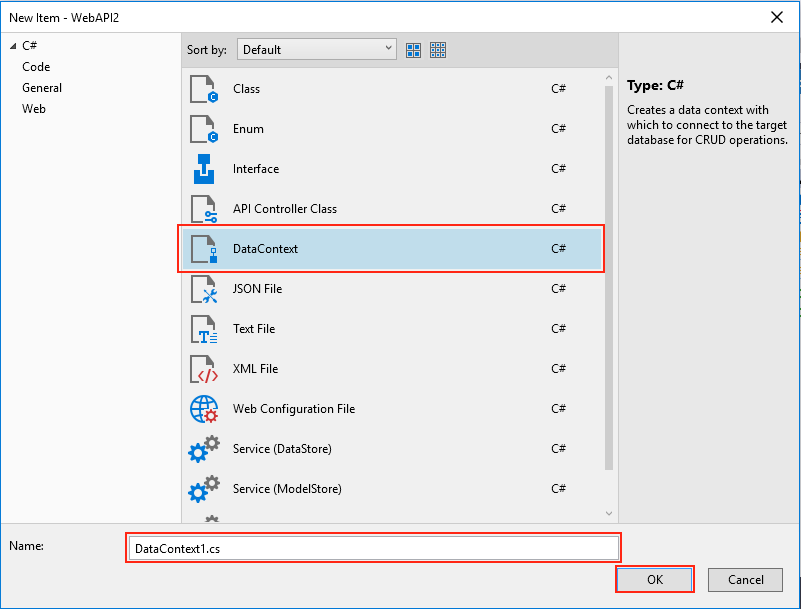 New Item - WebAPI2
C#
Code
General
Web
Sort by: Default
Class C#
Enum C#
Interface C#
API Controller Class C#
DataContext C#
JSON File C#
Text File C#
XML File C#
Web Configuration File C#
Service (DataStore) C#
Service (ModelStore) C#
Type: C#
Creates a data context with
which to connect to the target
database for CRUD operations.
Name: DataContext1.cs
OK Cancel